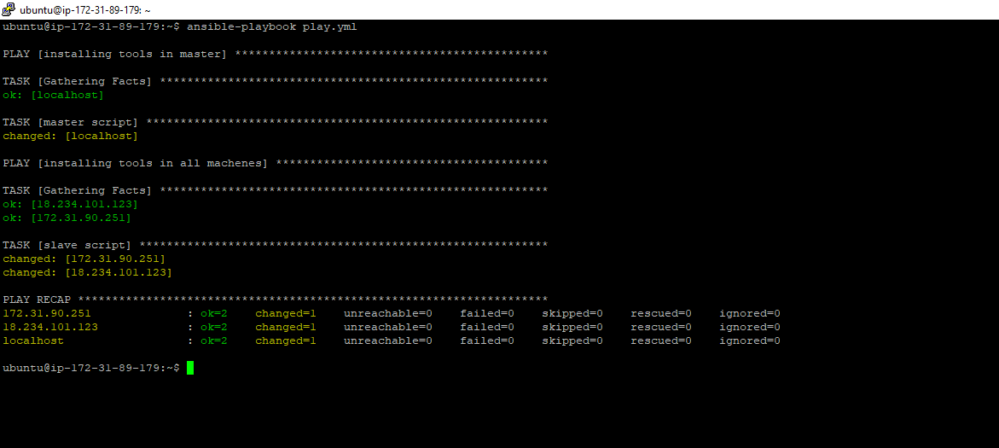 ubuntu@ip-172-31-89-179: ~
ubuntu@ip-172-31-89-179:~$ ansible-playbook play.yml
PLAY [installing tools in master] **********************************************
TASK [Gathering Facts] *********************************************************
ok: [localhost]
TASK [master script] ***********************************************************
changed: [localhost]
PLAY [installing tools in all machenes] ****************************************
TASK [Gathering Facts] *********************************************************
ok: [18.234.101.123]
ok: [172.31.90.251]
TASK [slave script] ************************************************************
changed: [172.31.90.251]
changed: [18.234.101.123]
PLAY RECAP *********************************************************************
172.31.90.251              : ok=2    changed=1    unreachable=0    failed=0    skipped=0    rescued=0    ignored=0
18.234.101.123             : ok=2    changed=1    unreachable=0    failed=0    skipped=0    rescued=0    ignored=0
localhost                  : ok=2    changed=1    unreachable=0    failed=0    skipped=0    rescued=0    ignored=0
ubuntu@ip-172-31-89-179:~$